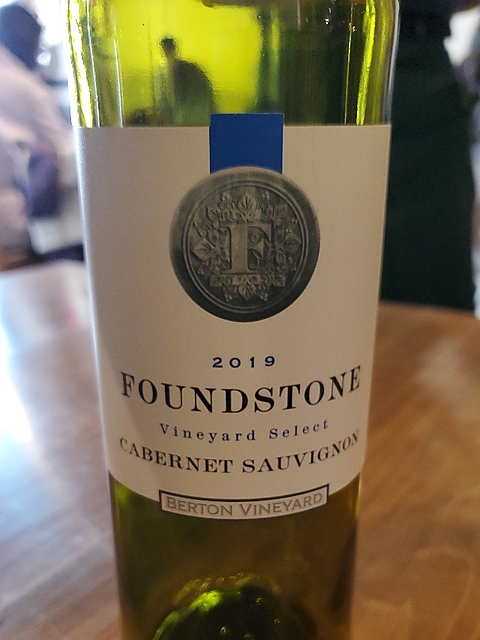 F
2019
FOUNDSTONE
Vineyard Select
CABERNET SAUVIGNON
BERTON VINEYARD